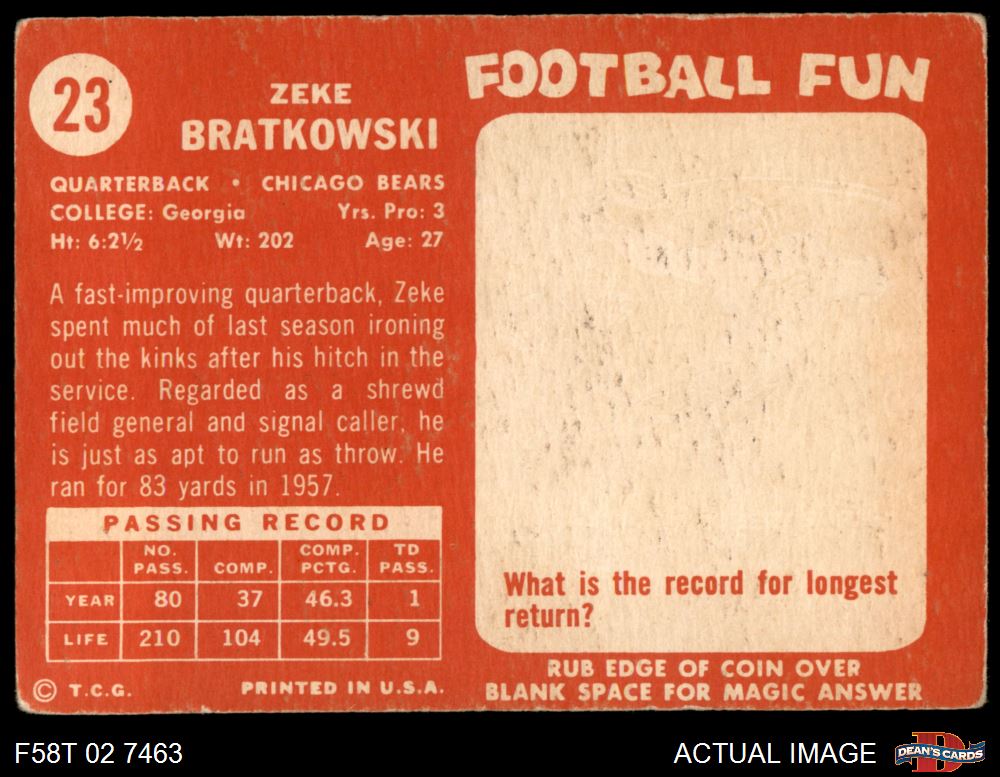 23
ZEKE
BRATKOWSKI
QUARTERBACK • CHICAGO BEARS
COLLEGE: Georgia Yrs. Pro: 3
Ht: 6:2½ Wt: 202 Age: 27
A fast-improving quarterback, Zeke
spent much of last season ironing
out the kinks after his hitch in the
service. Regarded as a shrewd
field general and signal caller, he
is just as apt to run as throw. He
ran for 83 yards in 1957.
PASSING RECORD
NO. PASS. COMP. COMP. PCTG. TD PASS.
YEAR 80 37 46.3 1
LIFE 210 104 49.5 9
© T.C.G. PRINTED IN U.S.A.
FOOTBALL FUN
What is the record for longest
return?
RUB EDGE OF COIN OVER
BLANK SPACE FOR MAGIC ANSWER
F58T 02 7463
ACTUAL IMAGE
D
DEAN'S CARDS